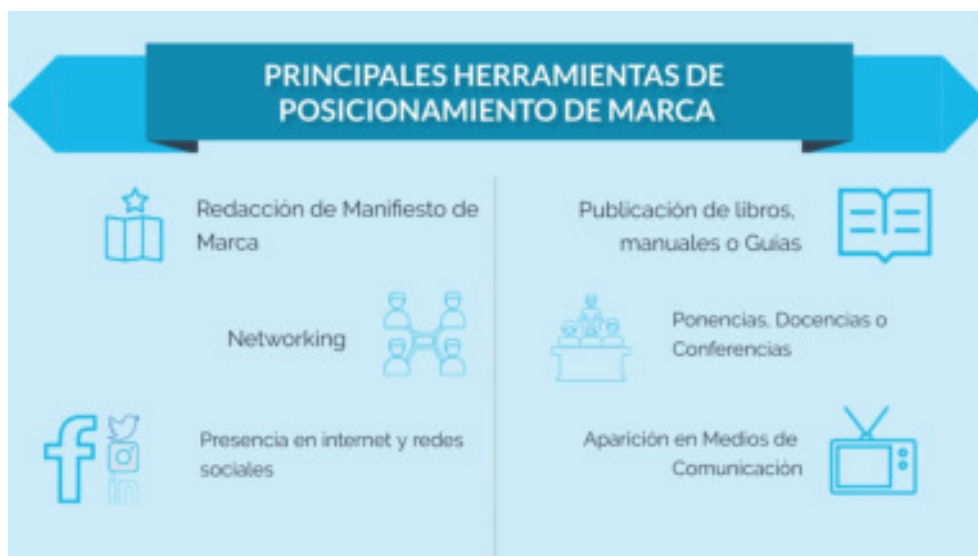 PRINCIPALES HERRAMIENTAS DE
POSICIONAMIENTO DE MARCA
Redacción de Manifiesto de
Marca
Networking
Presencia en internet y redes
sociales
Publicación de libros,
manuales o Guías
Ponencias, Docencias o
Conferencias
Aparición en Medios de
Comunicación